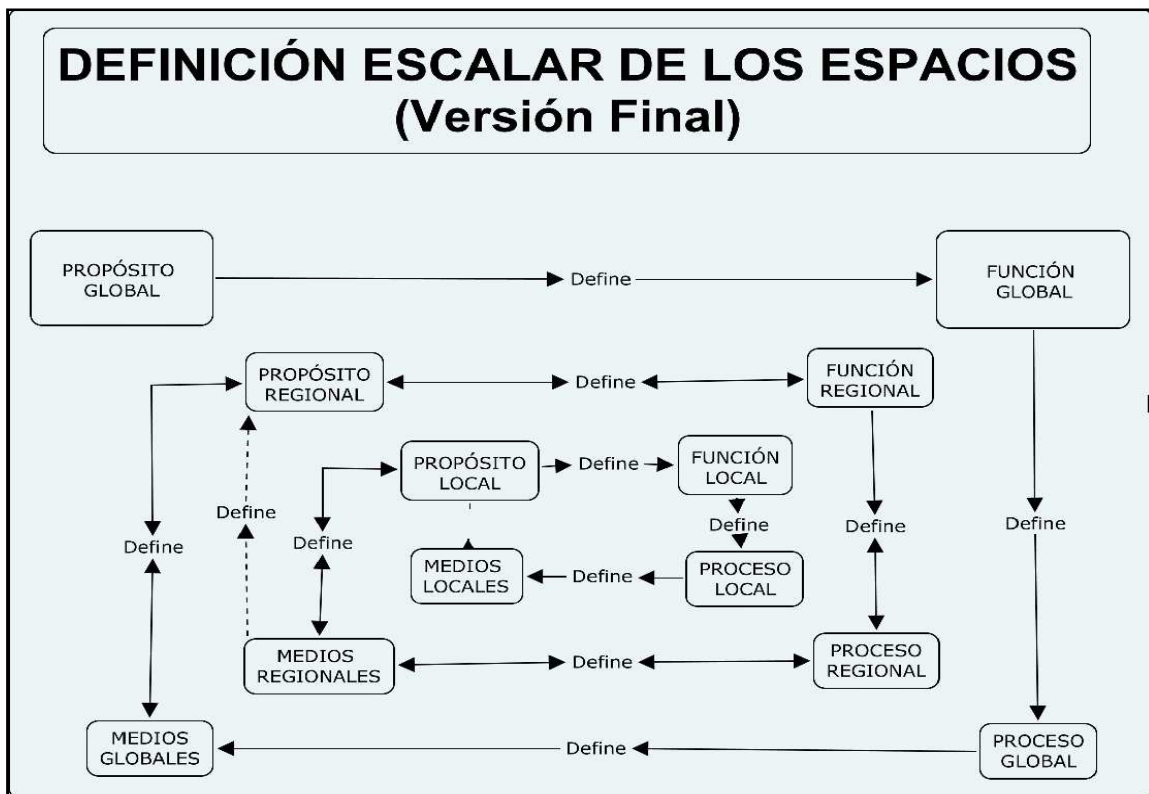 DEFINICIÓN ESCALAR DE LOS ESPACIOS
(Versión Final)
PROPÓSITO
GLOBAL
Define
FUNCIÓN
GLOBAL
PROPÓSITO
REGIONAL
Define
FUNCIÓN
REGIONAL
PROPÓSITO
LOCAL
Define
FUNCIÓN
LOCAL
Define
Define
Define
Define
Define
Define
MEDIOS
LOCALES
Define
PROCESO
LOCAL
MEDIOS
REGIONALES
Define
PROCESO
REGIONAL
MEDIOS
GLOBALES
Define
PROCESO
GLOBAL